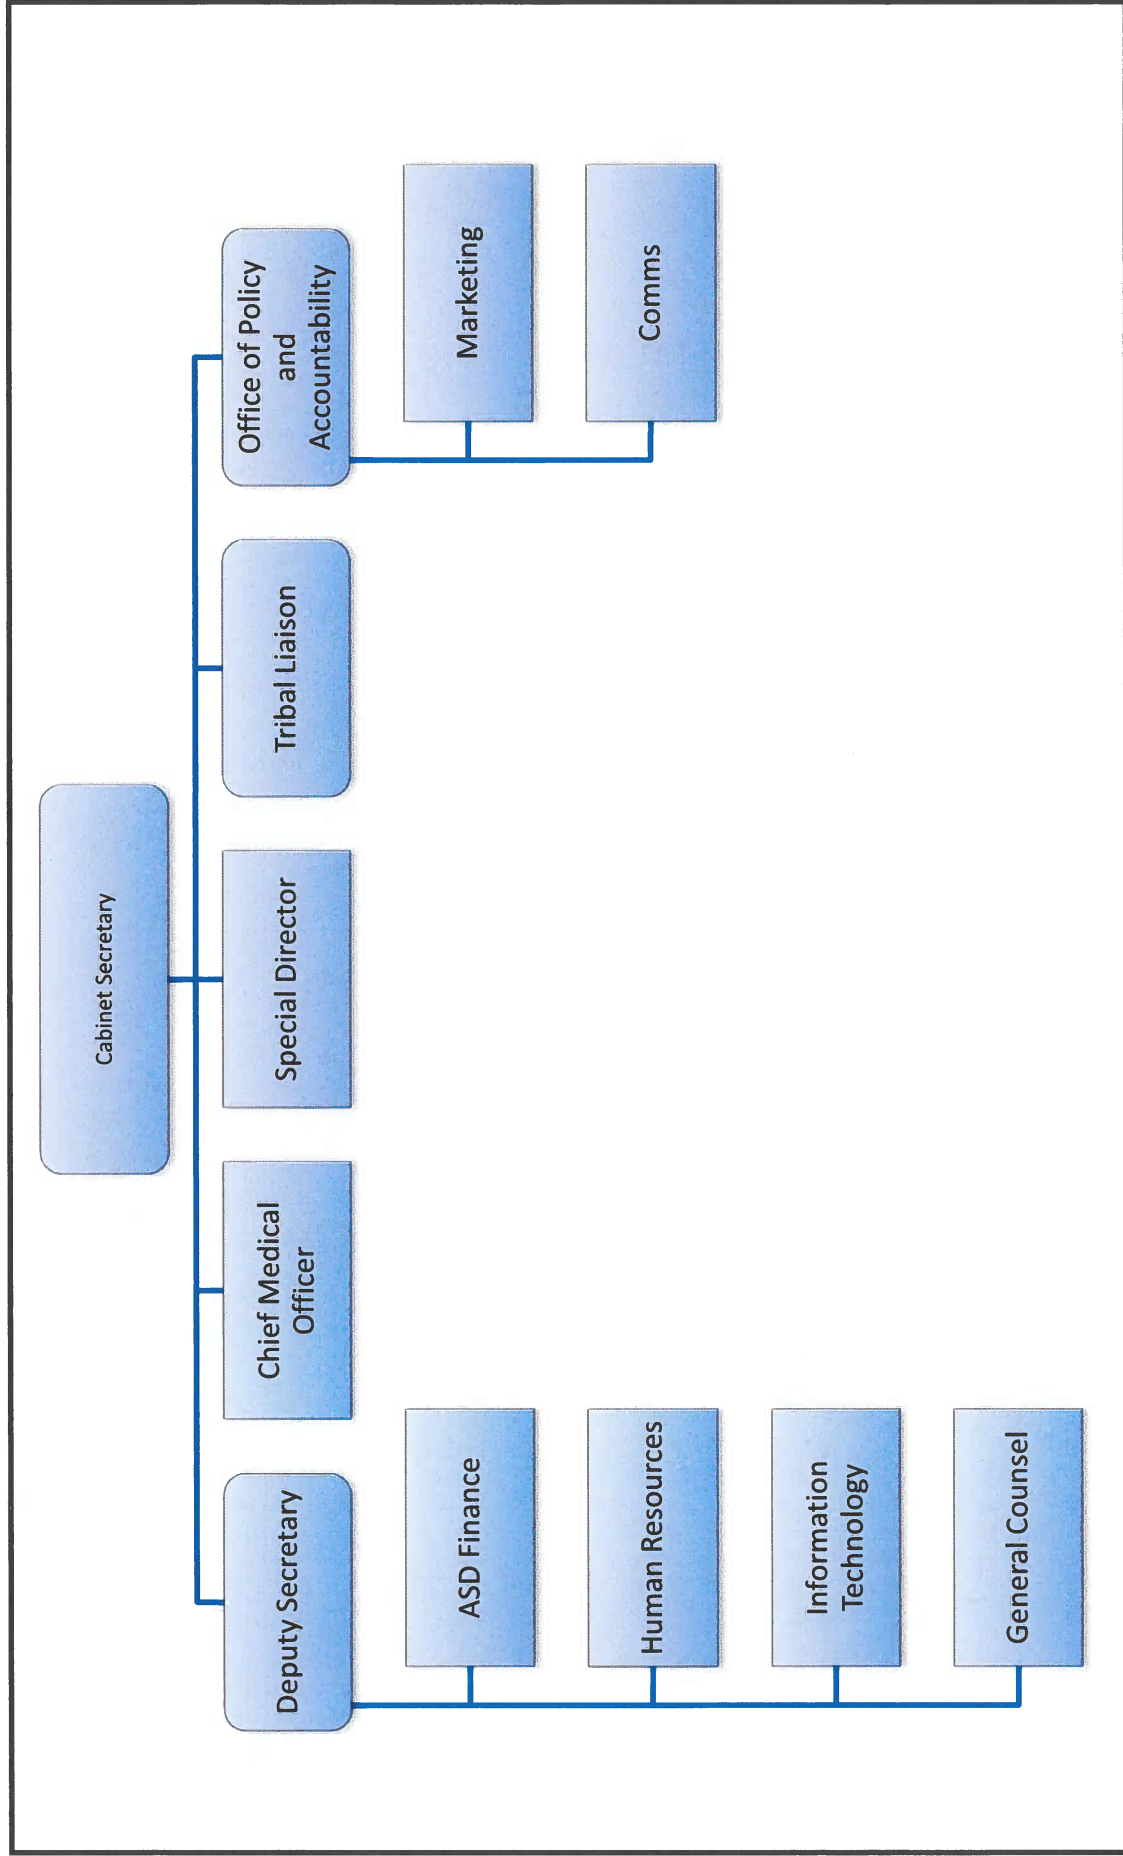 Cabinet Secretary
Deputy Secretary
Chief Medical
Officer
Special Director
Tribal Liaison
Office of Policy
and
Accountability
ASD Finance
Human Resources
Information
Technology
General Counsel
Marketing
Comms